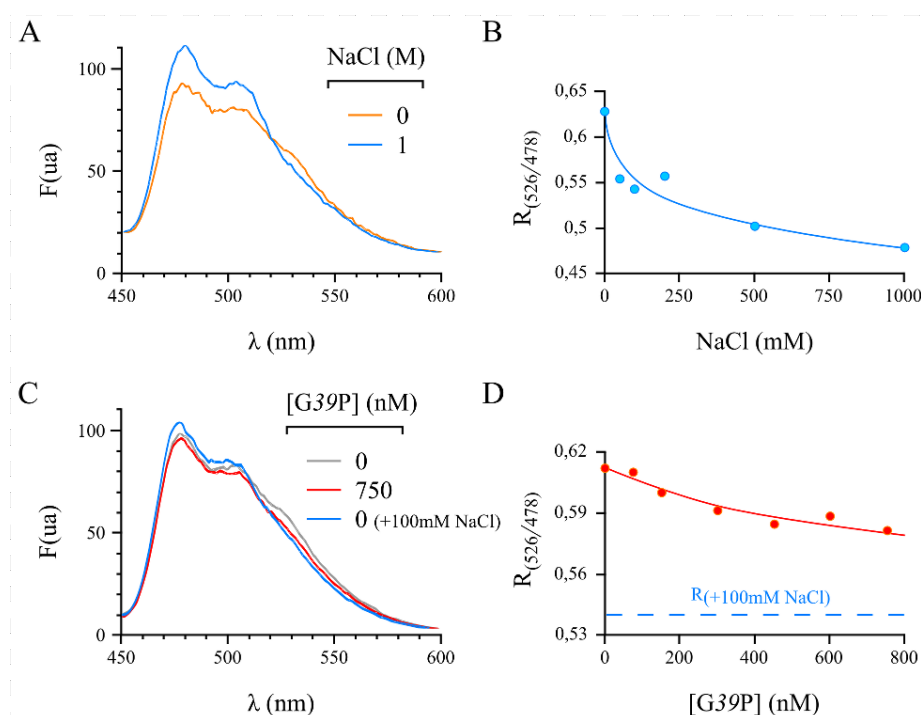 A
NaCl (M)
0
1
100
50
0
F(ua)
450
500
550
600
λ (nm)
B
0,65
0,6
0,55
0,5
0,45
R(526/478)
0
250
500
750
1000
NaCl (mM)
C
[G39P] (nM)
0
750
0 (+100mM NaCl)
100
50
0
F(ua)
450
500
550
600
λ (nm)
D
0,62
0,59
0,56
0,53
R(526/478)
R(+100mM NaCl)
0
200
400
600
800
[G39P] (nM)